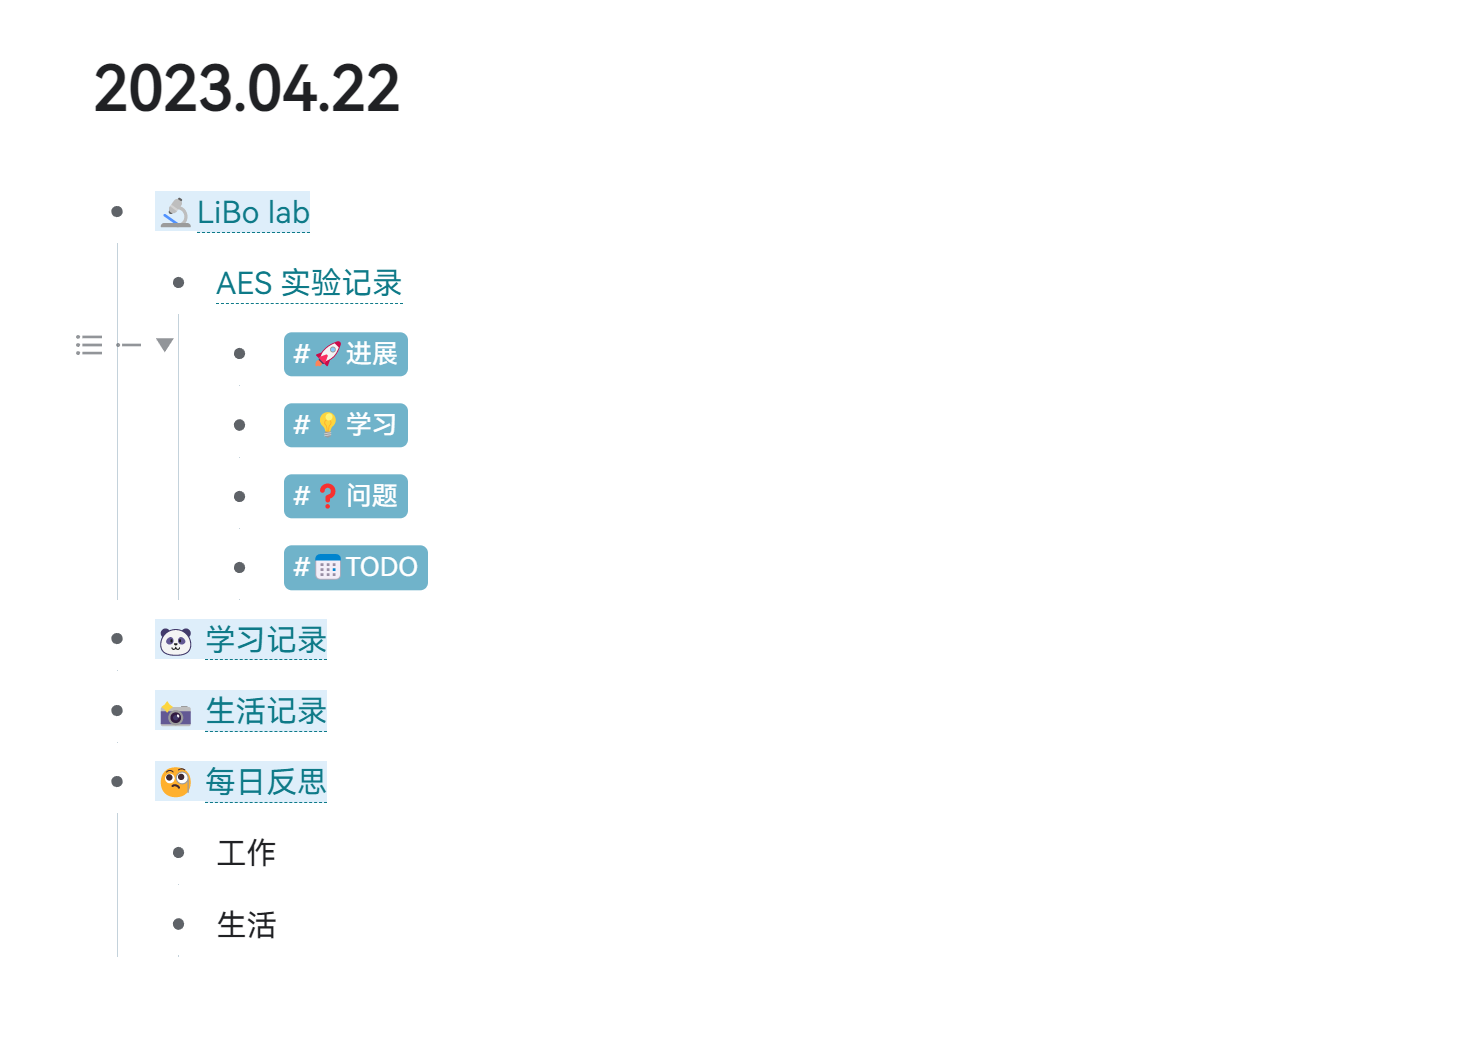 2023.04.22
🔬LiBo lab
AES 实验记录
#🚀进展
#💡学习
#❓问题
#📅TODO
🐼 学习记录
📸 生活记录
🧐 每日反思
工作
生活